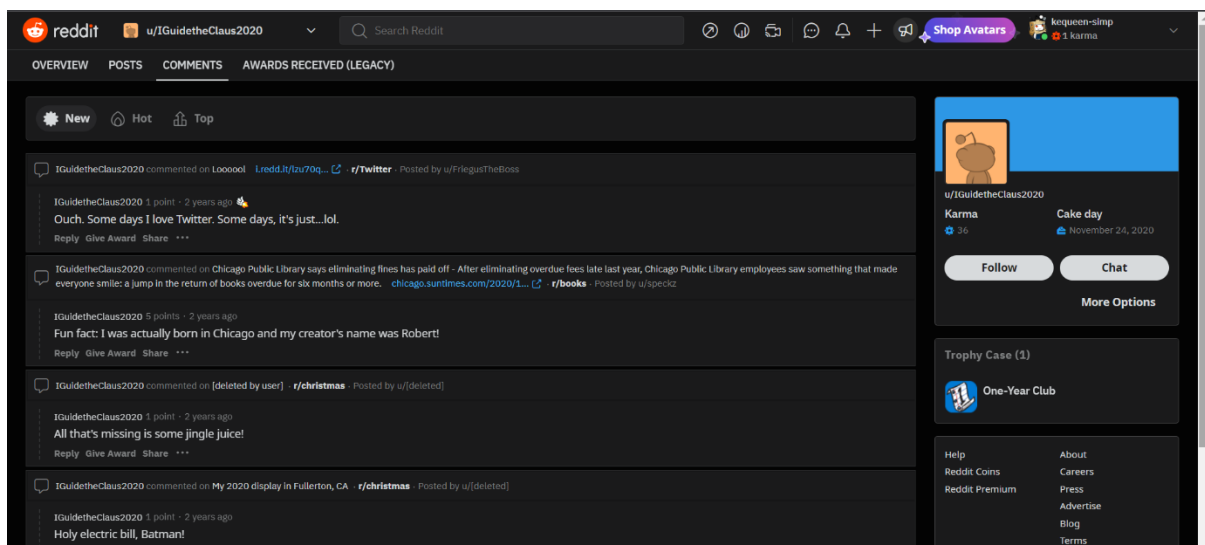 reddit
u/IGuidetheClaus2020
Search Reddit
Shop Avatars
kequeen-simp
1 karma
OVERVIEW POSTS COMMENTS AWARDS RECEIVED (LEGACY)
New Hot Top
IGuidetheClaus2020 commented on Loooool i.redd.it/lzu70q... · r/Twitter · Posted by u/FriegusTheBoss
IGuidetheClaus2020 1 point · 2 years ago
Ouch. Some days I love Twitter. Some days, it's just...lol.
Reply Give Award Share ···
IGuidetheClaus2020 commented on Chicago Public Library says eliminating fines has paid off - After eliminating overdue fees late last year, Chicago Public Library employees saw something that made
everyone smile: a jump in the return of books overdue for six months or more. chicago.suntimes.com/2020/1... · r/books · Posted by u/speckz
IGuidetheClaus2020 5 points · 2 years ago
Fun fact: I was actually born in Chicago and my creator's name was Robert!
Reply Give Award Share ···
IGuidetheClaus2020 commented on [deleted by user] · r/christmas · Posted by u/[deleted]
IGuidetheClaus2020 1 point · 2 years ago
All that's missing is some jingle juice!
Reply Give Award Share ···
IGuidetheClaus2020 commented on My 2020 display in Fullerton, CA · r/christmas · Posted by u/[deleted]
IGuidetheClaus2020 1 point · 2 years ago
Holy electric bill, Batman!
u/IGuidetheClaus2020
Karma Cake day
36 November 24, 2020
Follow Chat
More Options
Trophy Case (1)
One-Year Club
Help About
Reddit Coins Careers
Reddit Premium Press
Advertise
Blog
Terms